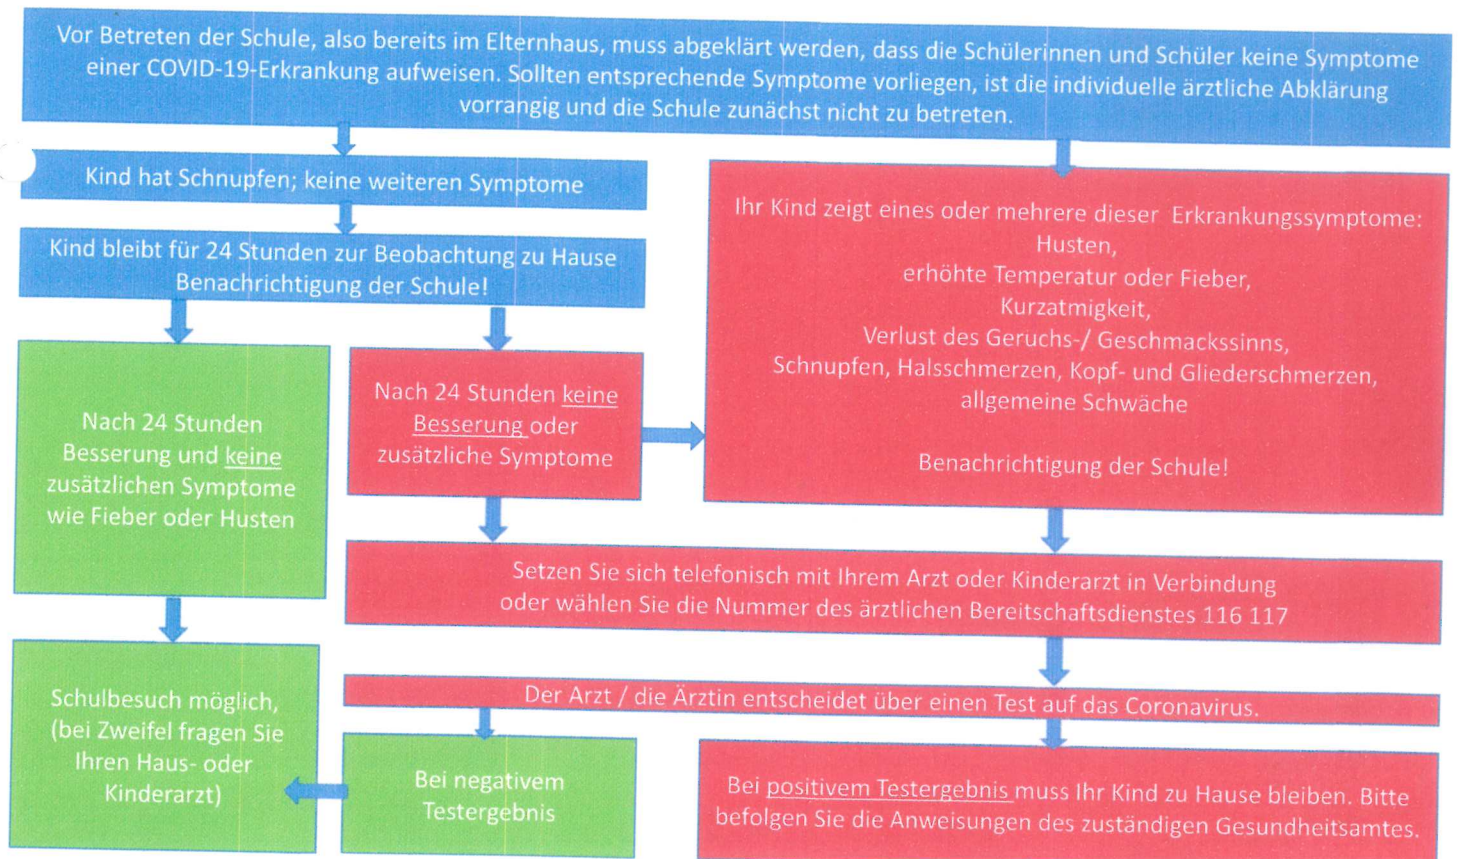 Vor Betreten der Schule, also bereits im Elternhaus, muss abgeklärt werden, dass die Schülerinnen und Schüler keine Symptome
einer COVID-19-Erkrankung aufweisen. Sollten entsprechende Symptome vorliegen, ist die individuelle ärztliche Abklärung
vorrangig und die Schule zunächst nicht zu betreten.
Kind hat Schnupfen; keine weiteren Symptome
Kind bleibt für 24 Stunden zur Beobachtung zu Hause
Benachrichtigung der Schule!
Nach 24 Stunden
Besserung und keine
zusätzlichen Symptome
wie Fieber oder Husten
Nach 24 Stunden keine
Besserung oder
zusätzliche Symptome
Ihr Kind zeigt eines oder mehrere dieser Erkrankungssymptome:
Husten,
erhöhte Temperatur oder Fieber,
Kurzatmigkeit,
Verlust des Geruchs-/ Geschmackssinns,
Schnupfen, Halsschmerzen, Kopf- und Gliederschmerzen,
allgemeine Schwäche
Benachrichtigung der Schule!
Setzen Sie sich telefonisch mit Ihrem Arzt oder Kinderarzt in Verbindung
oder wählen Sie die Nummer des ärztlichen Bereitschaftsdienstes 116 117
Der Arzt / die Ärztin entscheidet über einen Test auf das Coronavirus.
Schulbesuch möglich,
(bei Zweifel fragen Sie
Ihren Haus- oder
Kinderarzt)
Bei negativem
Testergebnis
Bei positivem Testergebnis muss Ihr Kind zu Hause bleiben. Bitte
befolgen Sie die Anweisungen des zuständigen Gesundheitsamtes.